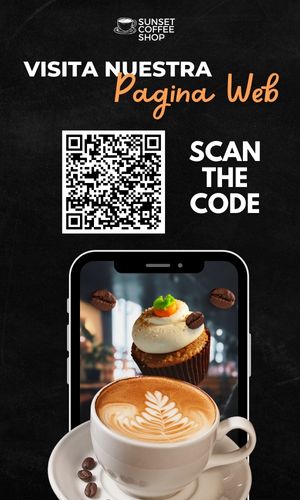 SUNSET
COFFEE
SHOP
VISITA NUESTRA
Pagina Web
SCAN
THE
CODE